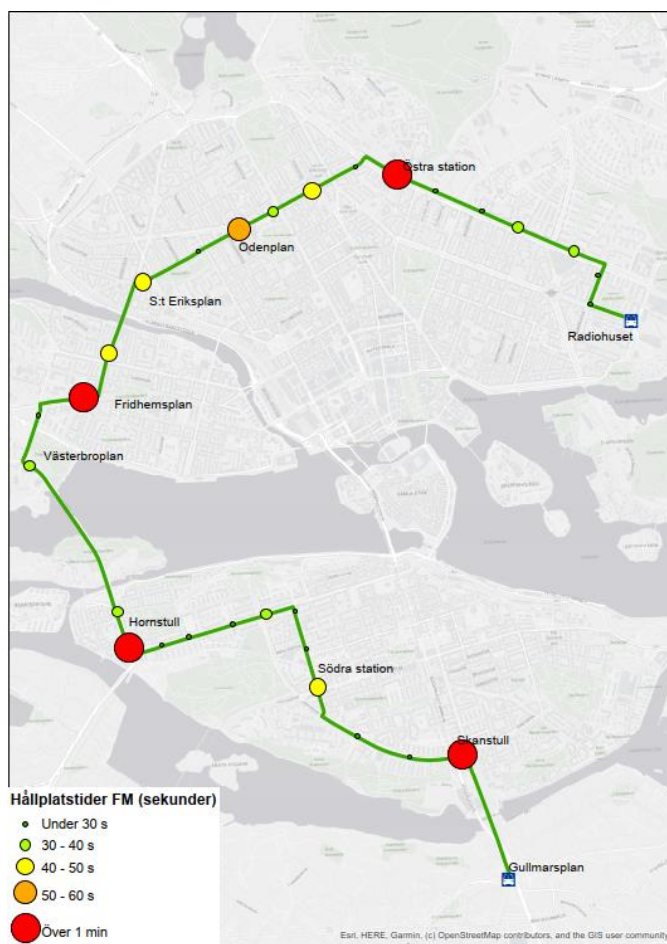 Östra station
Odenplan
S:t Eriksplan
Radiohuset
Fridhemsplan
Västerbroplan
Hornstull
Södra station
Skanstull
Hållplatstider FM (sekunder)
Under 30 s
30 - 40 s
40 - 50 s
50 - 60 s
Över 1 min
Gullmarsplan
Esri, HERE, Garmin, (c) OpenStreetMap contributors, and the GIS user community